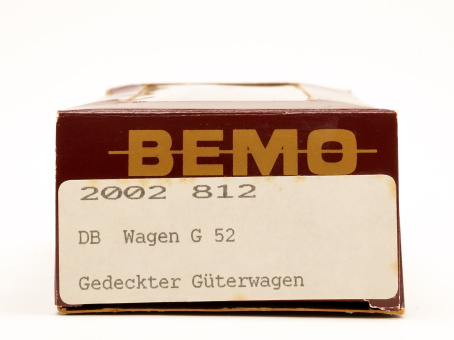 BEMO
2002 812
DB Wagen G 52
Gedeckter Güterwagen